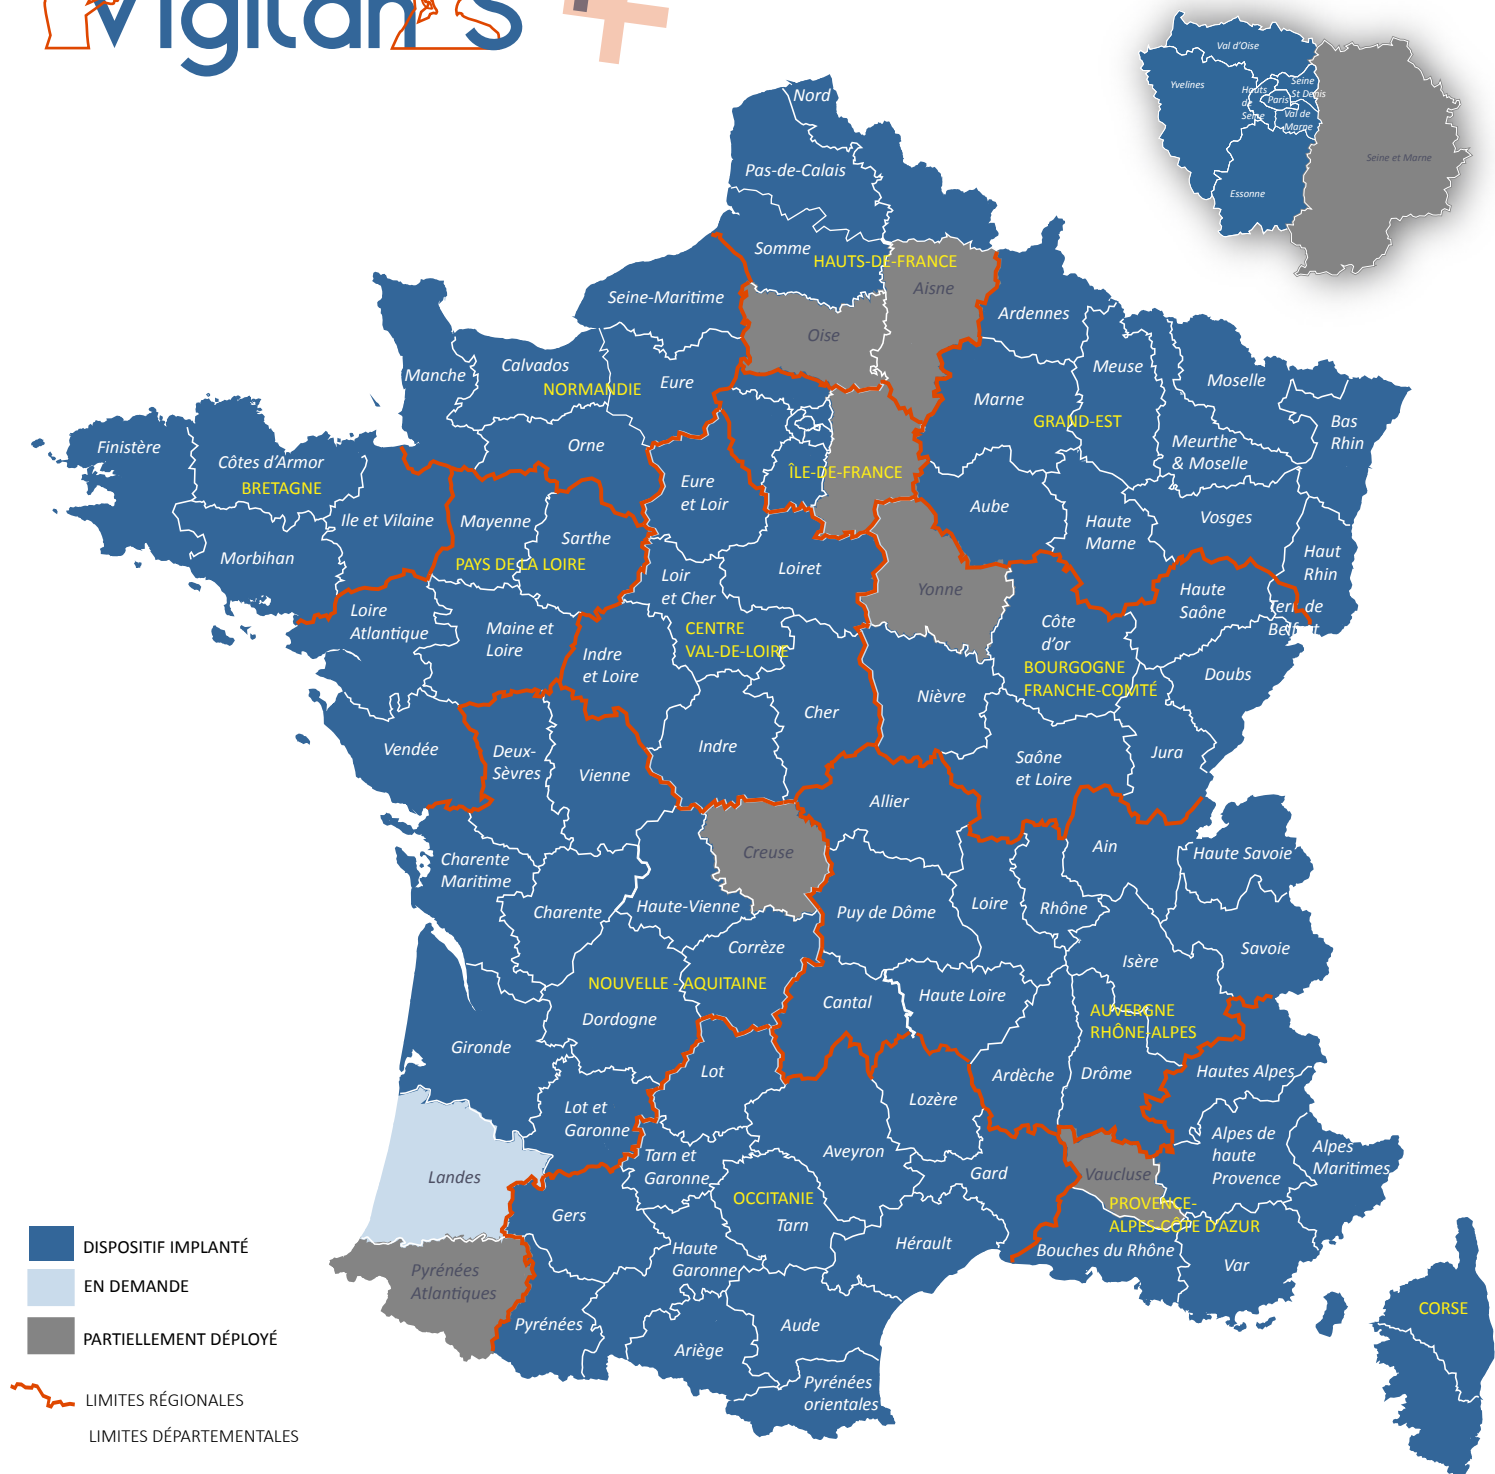 VigilanS
Val d'Oise
Yvelines
Seine
St Denis
Hauts
de
Seine
Paris
Val de
Marne
Seine et Marne
Essonne
Nord
Pas-de-Calais
Somme
HAUTS-DE-FRANCE
Aisne
Oise
Seine-Maritime
Ardennes
Manche
Calvados
NORMANDIE
Eure
Orne
Meuse
Moselle
Marne
GRAND-EST
Bas
Rhin
Meurthe
& Moselle
Finistère
Côtes d'Armor
BRETAGNE
Ile et Vilaine
Morbihan
Mayenne
Sarthe
PAYS DE LA LOIRE
Eure
et Loir
ÎLE-DE-FRANCE
Aube
Haute
Marne
Vosges
Haut
Rhin
Loire
Atlantique
Maine et
Loire
Loir
et Cher
Loiret
Yonne
Haute
Saône
Terr. de
Belfort
CENTRE
VAL-DE-LOIRE
Indre
et Loire
Côte
d'or
BOURGOGNE
FRANCHE-COMTÉ
Doubs
Nièvre
Cher
Vendée
Deux-
Sèvres
Vienne
Indre
Saône
et Loire
Jura
Allier
Creuse
Ain
Haute Savoie
Charente
Maritime
Charente
Haute-Vienne
Puy de Dôme
Loire
Rhône
Corrèze
Isère
Savoie
NOUVELLE - AQUITAINE
Dordogne
Cantal
Haute Loire
AUVERGNE
RHÔNE-ALPES
Gironde
Lot
Ardèche
Drôme
Hautes Alpes
Lozère
Lot et
Garonne
Aveyron
Alpes de
haute
Provence
Alpes
Maritimes
Landes
Tarn et
Garonne
Gard
Vaucluse
OCCITANIE
PROVENCE-
ALPES-CÔTE D'AZUR
Gers
Tarn
Hérault
Bouches du Rhône
Var
Haute
Garonne
Pyrénées
Atlantiques
Pyrénées
Ariège
Aude
Pyrénées
orientales
CORSE
DISPOSITIF IMPLANTÉ
EN DEMANDE
PARTIELLEMENT DÉPLOYÉ
LIMITES RÉGIONALES
LIMITES DÉPARTEMENTALES